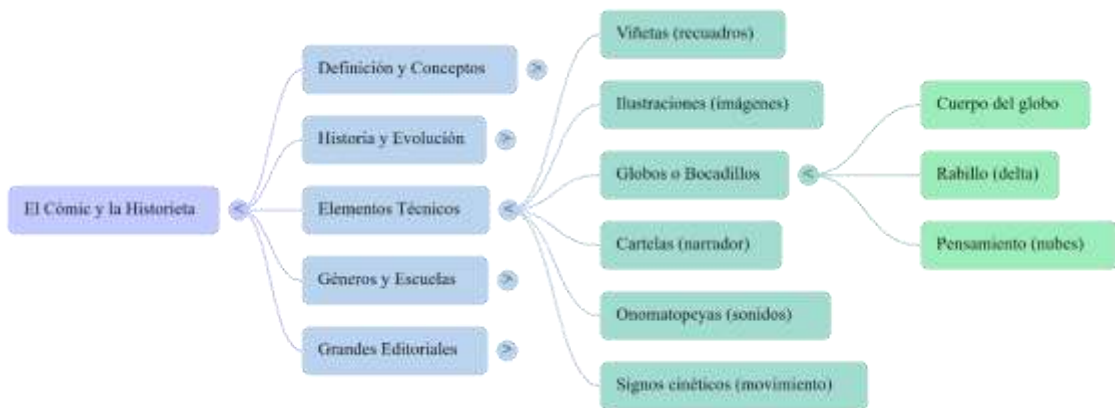 El Cómic y la Historieta
Definición y Conceptos
Historia y Evolución
Elementos Técnicos
Géneros y Escuelas
Grandes Editoriales
Viñetas (recuadros)
Ilustraciones (imágenes)
Globos o Bocadillos
Cartelas (narrador)
Onomatopeyas (sonidos)
Signos cinéticos (movimiento)
Cuerpo del globo
Rabillo (delta)
Pensamiento (nubes)